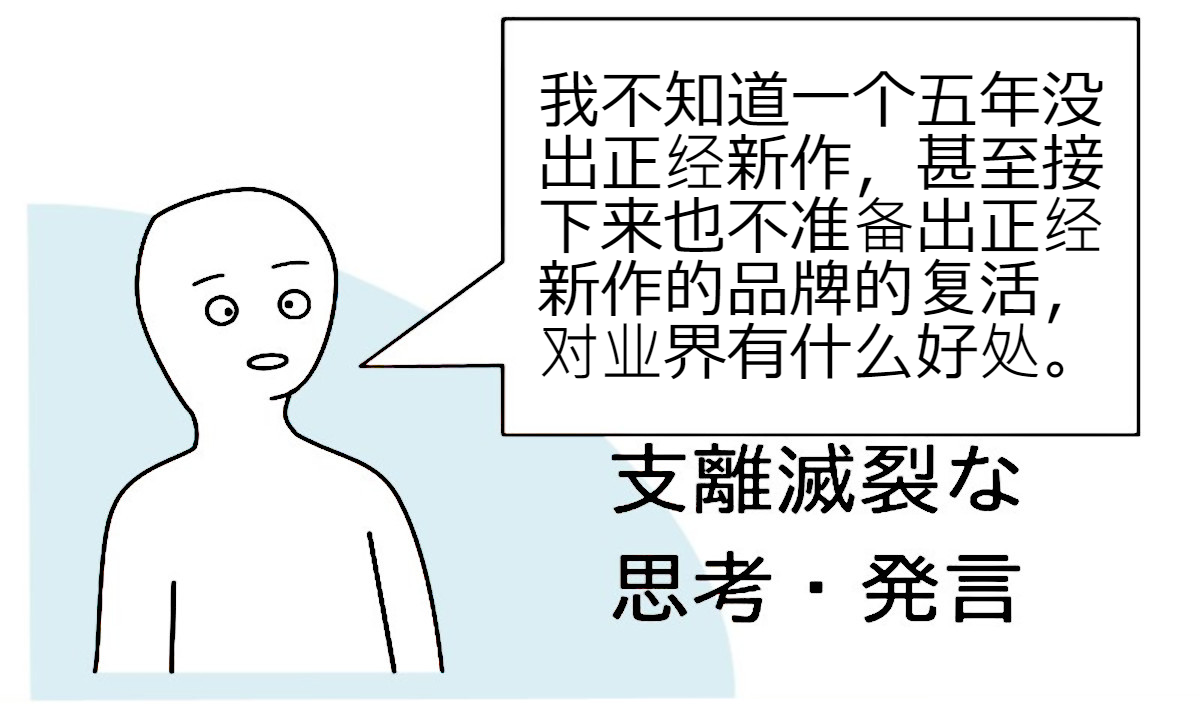 我不知道一个五年没
出正经新作，甚至接
下来也不准备出正经
新作的品牌的复活，
对业界有什么好处。
支離滅裂な
思考・発言